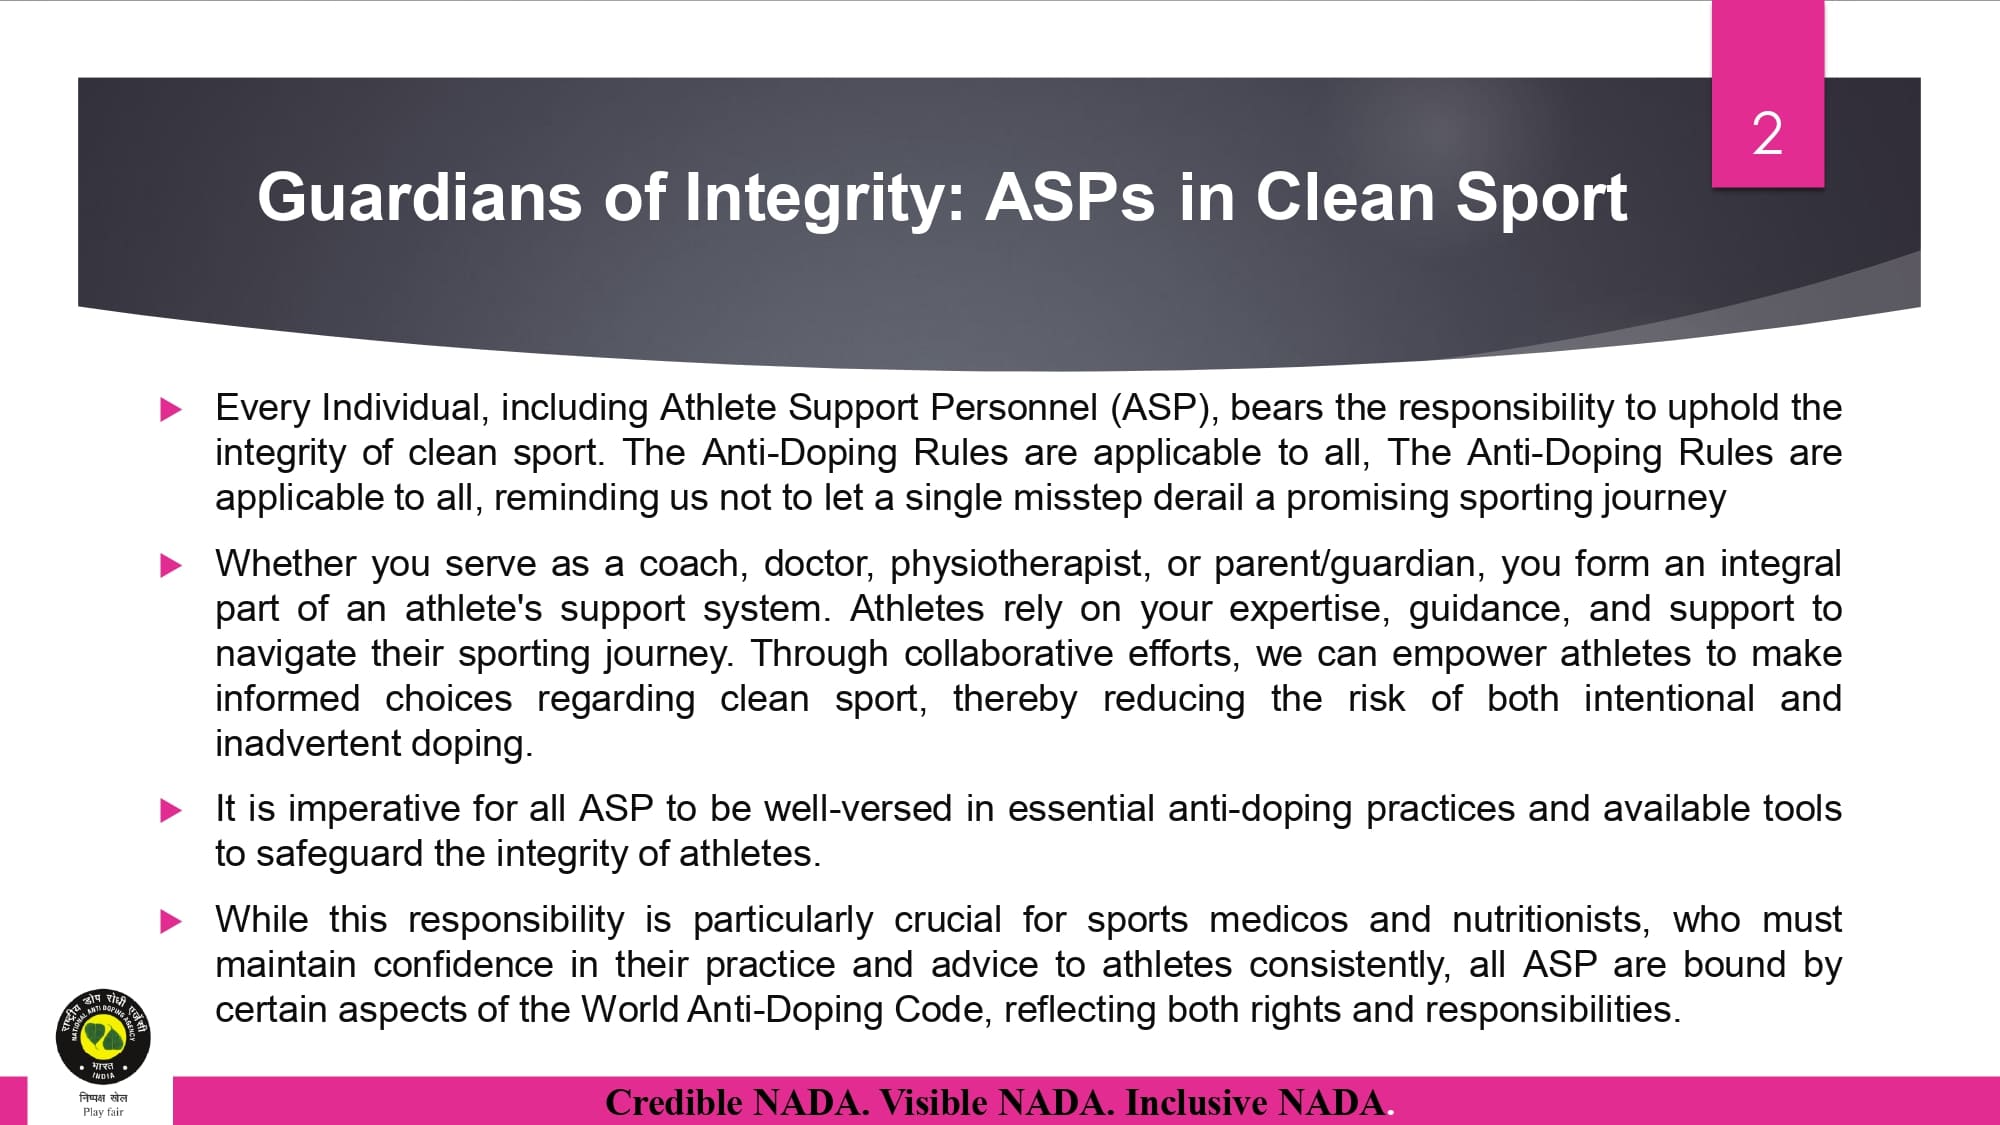 2
Guardians of Integrity: ASPs in Clean Sport
Every Individual, including Athlete Support Personnel (ASP), bears the responsibility to uphold the
integrity of clean sport. The Anti-Doping Rules are applicable to all, The Anti-Doping Rules are
applicable to all, reminding us not to let a single misstep derail a promising sporting journey
Whether you serve as a coach, doctor, physiotherapist, or parent/guardian, you form an integral
part of an athlete's support system. Athletes rely on your expertise, guidance, and support to
navigate their sporting journey. Through collaborative efforts, we can empower athletes to make
informed choices regarding clean sport, thereby reducing the risk of both intentional and
inadvertent doping.
It is imperative for all ASP to be well-versed in essential anti-doping practices and available tools
to safeguard the integrity of athletes.
While this responsibility is particularly crucial for sports medicos and nutritionists, who must
maintain confidence in their practice and advice to athletes consistently, all ASP are bound by
certain aspects of the World Anti-Doping Code, reflecting both rights and responsibilities.
राष्ट्रीय डोप रोधी एजेंसी
NATIONAL ANTI DOPING AGENCY
भारत
INDIA
निष्पक्ष खेल
Play fair
Credible NADA. Visible NADA. Inclusive NADA.